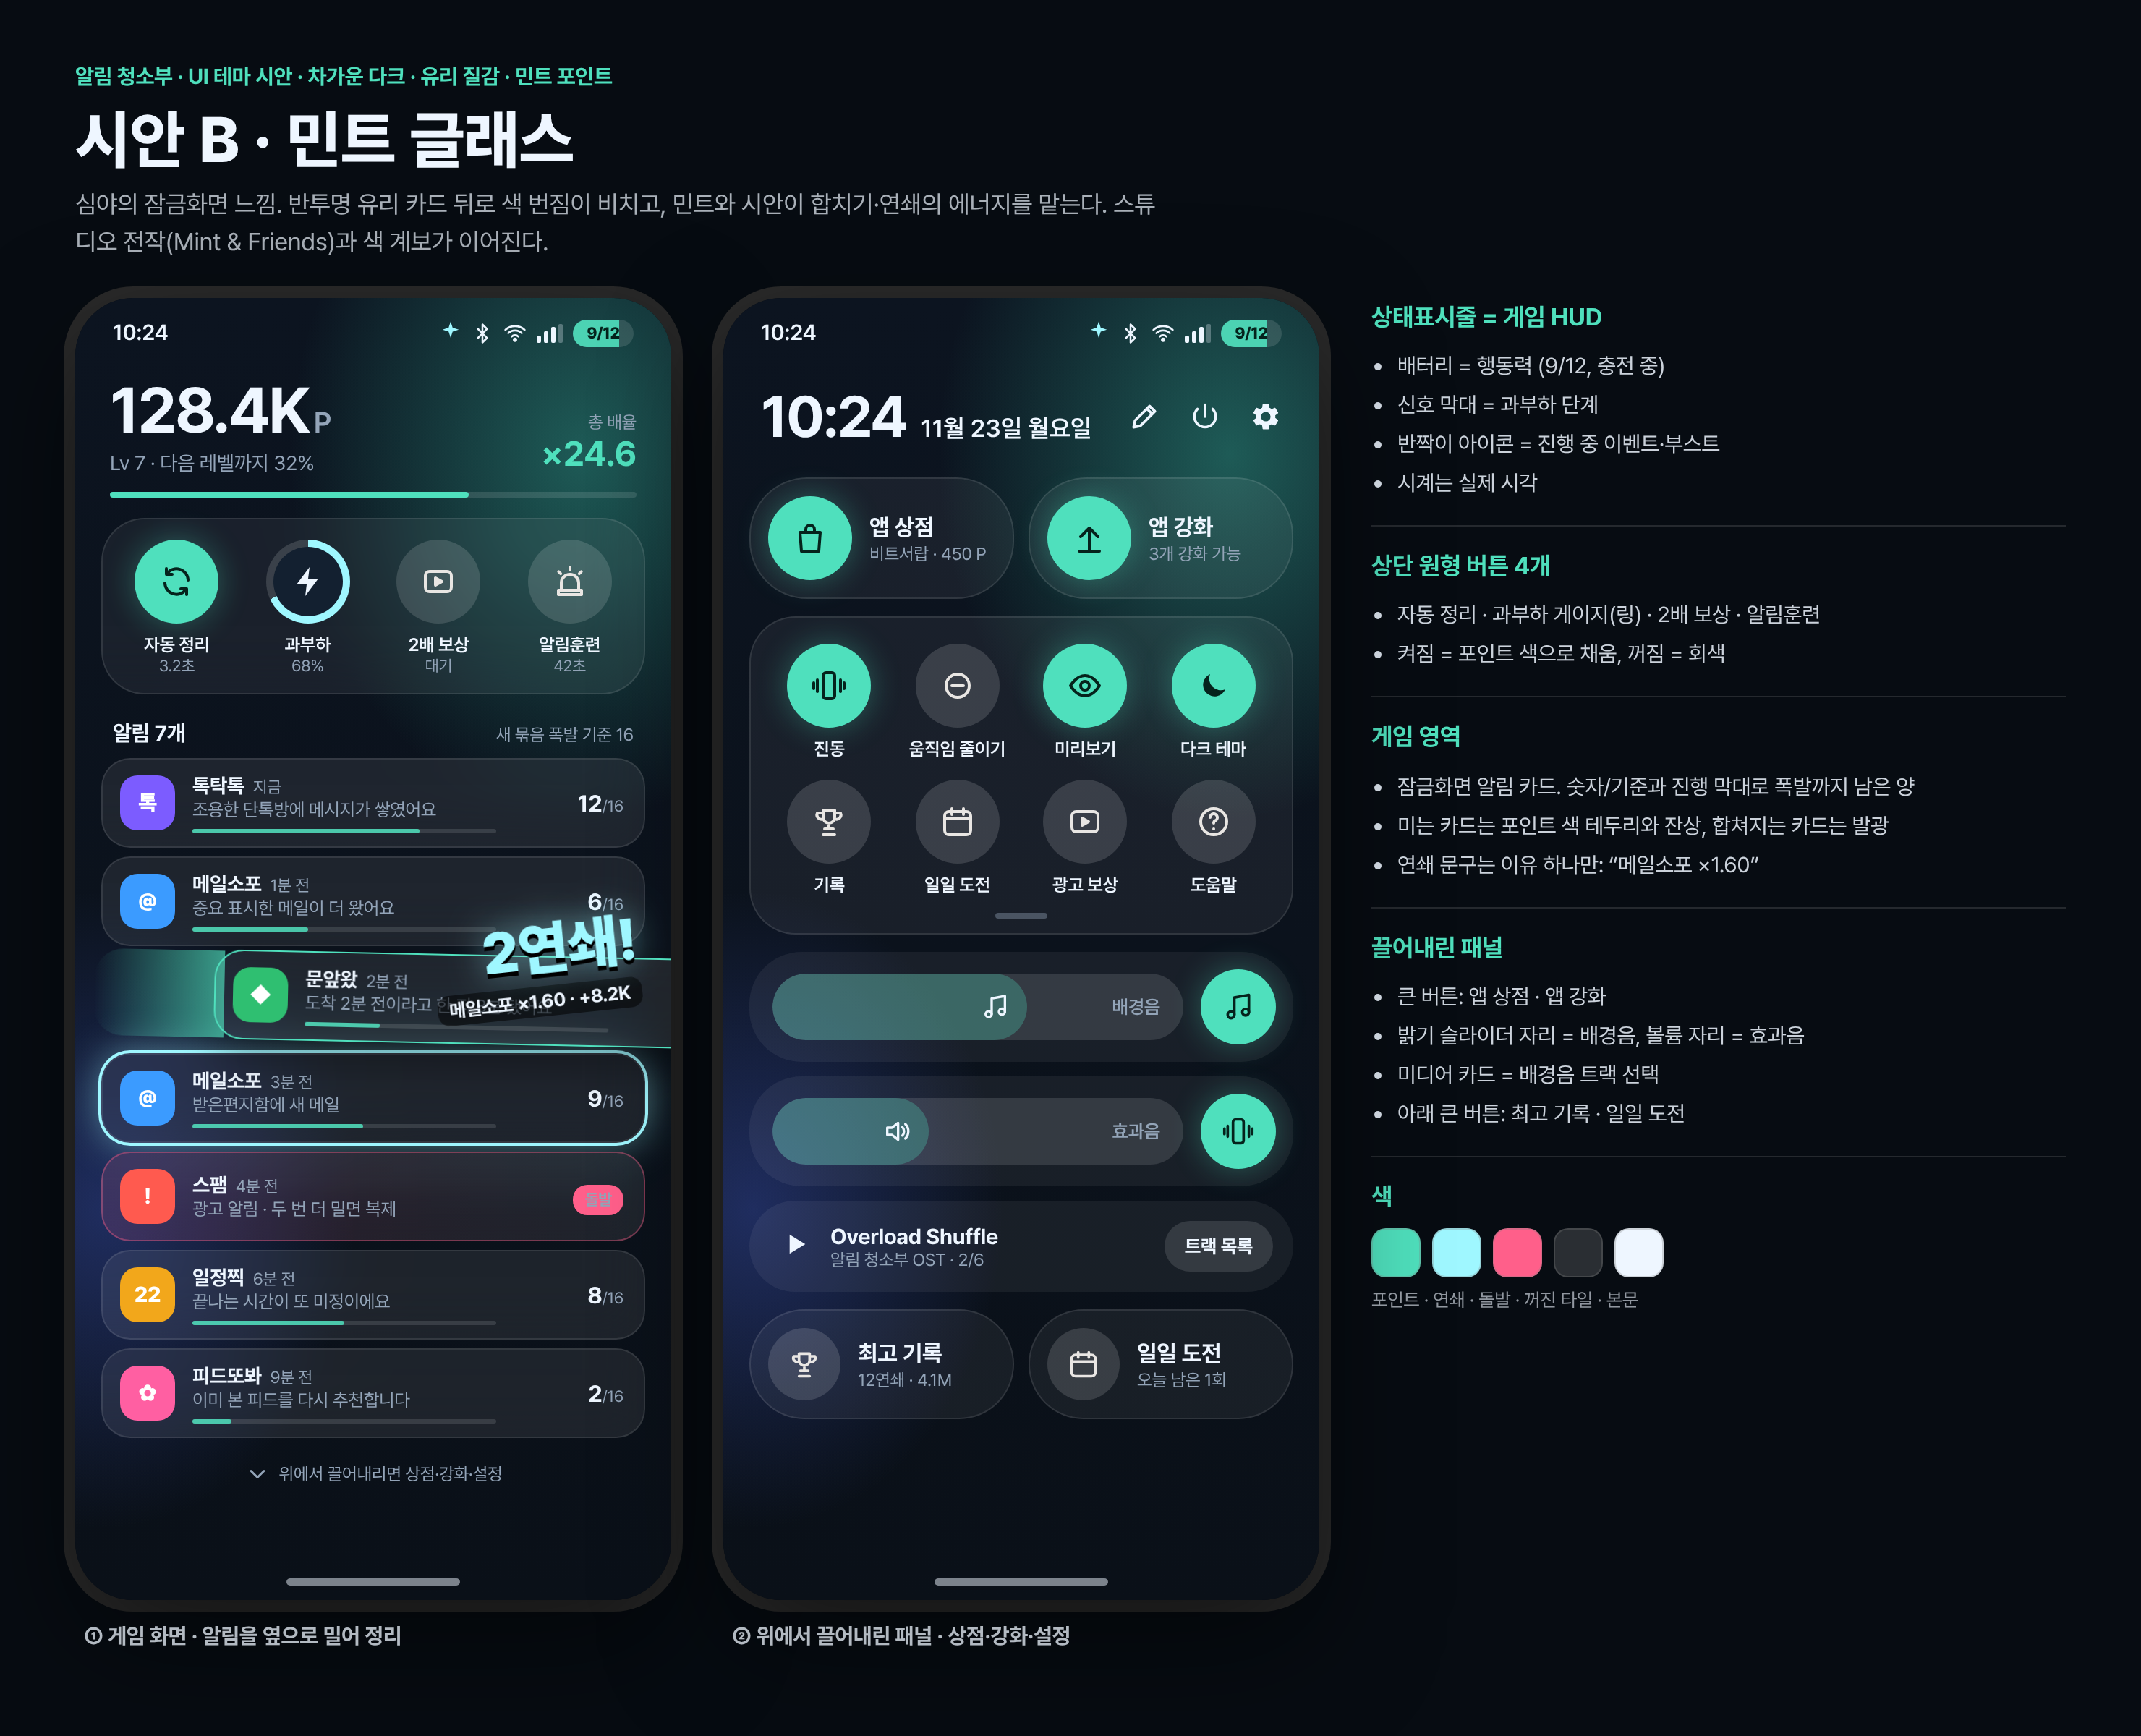 알림 청소부 · UI 테마 시안 · 차가운 다크 · 유리 질감 · 민트 포인트
시안 B · 민트 글래스
심야의 잠금화면 느낌. 반투명 유리 카드 뒤로 색 번짐이 비치고, 민트와 시안이 합치기·연쇄의 에너지를 맡는다. 스튜
디오 전작(Mint & Friends)과 색 계보가 이어진다.
10:24
9/12
128.4K P
총 배율
×24.6
Lv 7 · 다음 레벨까지 32%
자동 정리
3.2초
과부하
68%
2배 보상
대기
알림훈련
42초
알림 7개
새 묶음 폭발 기준 16
톡
톡탁톡 지금
조용한 단톡방에 메시지가 쌓였어요
12/16
@
메일소포 1분 전
중요 표시한 메일이 더 왔어요
6/16
2연쇄!
메일소포 ×1.60 · +8.2K
문앞왔 2분 전
도착 2분 전이라고
@
메일소포 3분 전
받은편지함에 새 메일
9/16
!
스팸 4분 전
광고 알림 · 두 번 더 밀면 복제
돌발
22
일정찍 6분 전
끝나는 시간이 또 미정이에요
8/16
피드또봐 9분 전
이미 본 피드를 다시 추천합니다
2/16
위에서 끌어내리면 상점·강화·설정
① 게임 화면 · 알림을 옆으로 밀어 정리
10:24
9/12
10:24 11월 23일 월요일
앱 상점
비트서랍 · 450 P
앱 강화
3개 강화 가능
진동
움직임 줄이기
미리보기
다크 테마
기록
일일 도전
광고 보상
도움말
배경음
효과음
Overload Shuffle
알림 청소부 OST · 2/6
트랙 목록
최고 기록
12연쇄 · 4.1M
일일 도전
오늘 남은 1회
② 위에서 끌어내린 패널 · 상점·강화·설정
상태표시줄 = 게임 HUD
• 배터리 = 행동력 (9/12, 충전 중)
• 신호 막대 = 과부하 단계
• 반짝이 아이콘 = 진행 중 이벤트·부스트
• 시계는 실제 시각
상단 원형 버튼 4개
• 자동 정리 · 과부하 게이지(링) · 2배 보상 · 알림훈련
• 켜짐 = 포인트 색으로 채움, 꺼짐 = 회색
게임 영역
• 잠금화면 알림 카드. 숫자/기준과 진행 막대로 폭발까지 남은 양
• 미는 카드는 포인트 색 테두리와 잔상, 합쳐지는 카드는 발광
• 연쇄 문구는 이유 하나만: “메일소포 ×1.60”
끌어내린 패널
• 큰 버튼: 앱 상점 · 앱 강화
• 밝기 슬라이더 자리 = 배경음, 볼륨 자리 = 효과음
• 미디어 카드 = 배경음 트랙 선택
• 아래 큰 버튼: 최고 기록 · 일일 도전
색
포인트 · 연쇄 · 돌발 · 꺼진 타일 · 본문